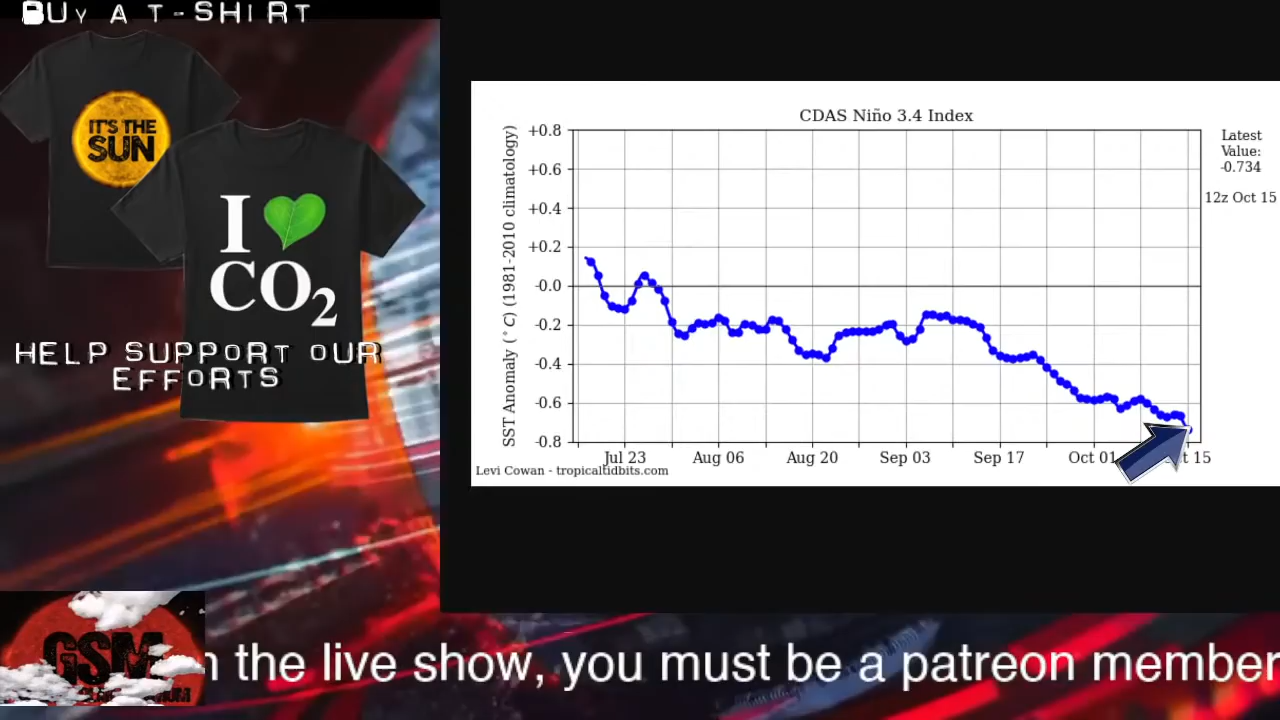 BUY A T-SHIRT
IT'S THE
SUN
I
CO2
HELP SUPPORT OUR
EFFORTS
GSM
the live show, you must be a patreon member
CDAS Niño 3.4 Index
Latest
Value:
-0.734
12z Oct 15
SST Anomaly (°C) (1981-2010 climatology)
+0.8
+0.6
+0.4
+0.2
-0.0
-0.2
-0.4
-0.6
-0.8
Jul 23 Aug 06 Aug 20 Sep 03 Sep 17 Oct 01 15
Levi Cowan - tropicaltidbits.com